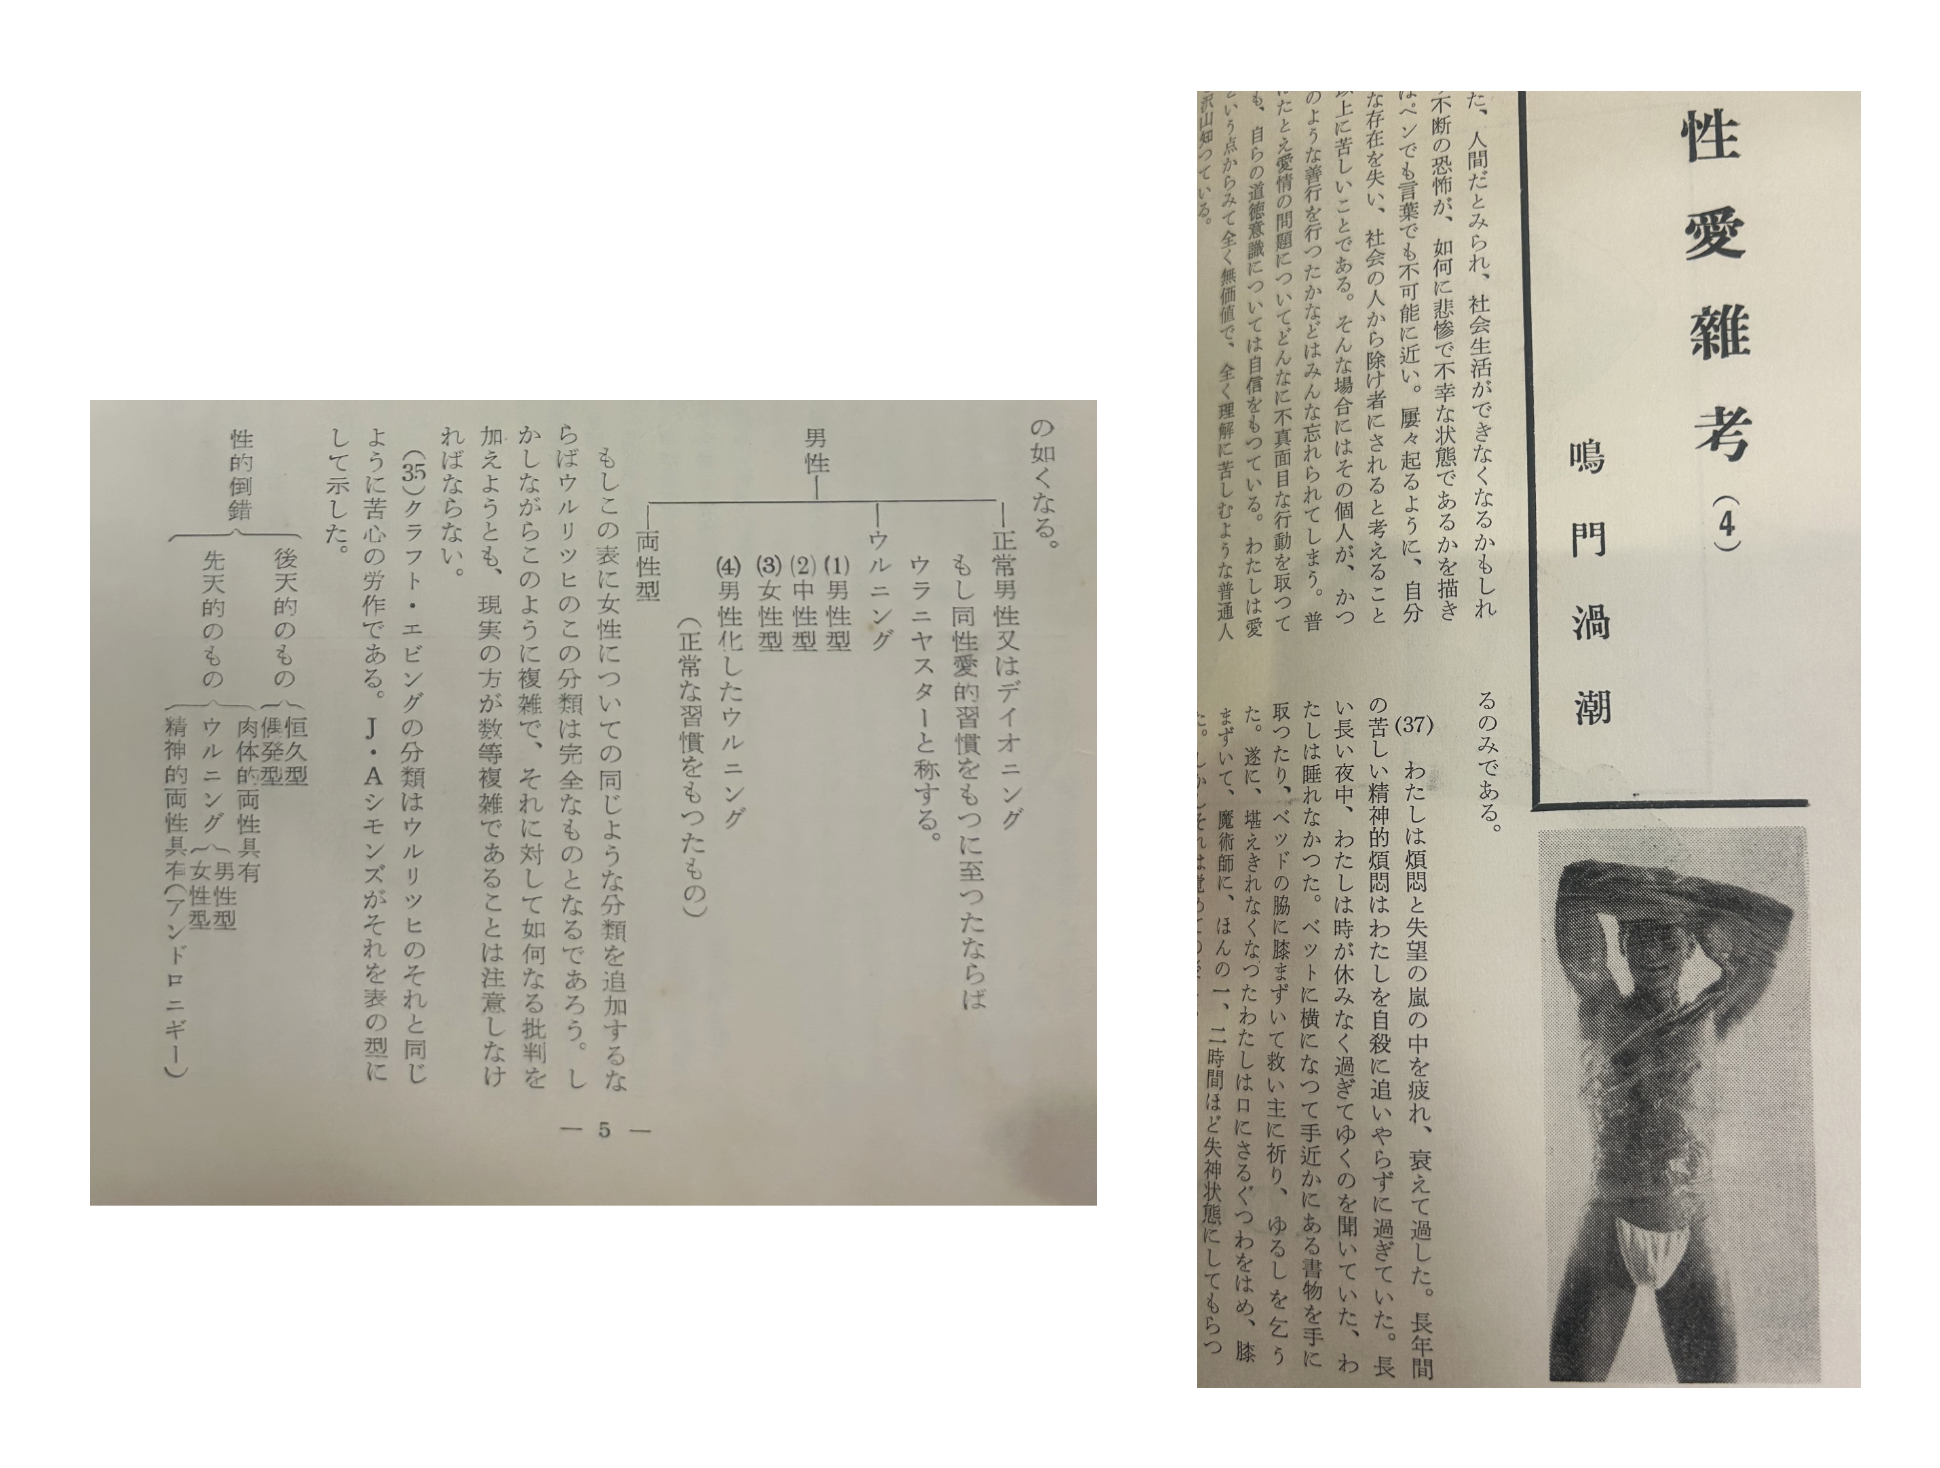 の如くなる。
男性
正常男性又はデイオニング
もし同性愛的習慣をもつに至つたならば
ウラニヤスターと称する。
ウルニング
(1)男性型
(2)中性型
(3)女性型
(4)男性化したウルニング
(正常な習慣をもつたもの)
両性型
もしこの表に女性についての同じような分類を追加するな
らばウルリツヒのこの分類は完全なものとなるであろう。し
かしながらこのように複雑で、それに対して如何なる批判を
加えようとも、現実の方が数等複雑であることは注意しなけ
ればならない。
(35)クラフト・エビングの分類はウルリツヒのそれと同じ
ように苦心の労作である。J・Aシモンズがそれを表の型に
して示した。
性的倒錯
後天的のもの
恒久型
偶発型
先天的のもの
肉体的両性具有
ウルニング
男性型
女性型
精神的両性具有(アンドロニギー)
— 5 —
性愛雑考(4)
鳴門渦潮
た、人間だとみられ、社会生活ができなくなるかもしれ
不断の恐怖が、如何に悲惨で不幸な状態であるかを描き
はペンでも言葉でも不可能に近い。屢々起るように、自分
な存在を失い、社会の人から除け者にされると考えること
以上に苦しいことである。そんな場合にはその個人が、かつ
のような善行を行つたかなどはみんな忘れられてしまう。普
たとえ愛情の問題についてどんなに不真面目な行動を取つて
も、自らの道徳意識については自信をもつている。わたしは愛
という点からみて全く無価値で、全く理解に苦しむような普通人
沢山知つている。
るのみである。
(37) わたしは煩悶と失望の嵐の中を疲れ、衰えて過した。長年間
の苦しい精神的煩悶はわたしを自殺に追いやらずに過ぎていた。長
い長い夜中、わたしは時が休みなく過ぎてゆくのを聞いていた、わ
たしは睡れなかつた。ベットに横になつて手近かにある書物を手に
取つたり、ベッドの脇に膝まずいて救い主に祈り、ゆるしを乞う
た。遂に、堪えきれなくなつたわたしは口にさるぐつわをはめ、膝
まずいて、魔術師に、ほんの一、二時間ほど失神状態にしてもらつ
た。しかしそれは